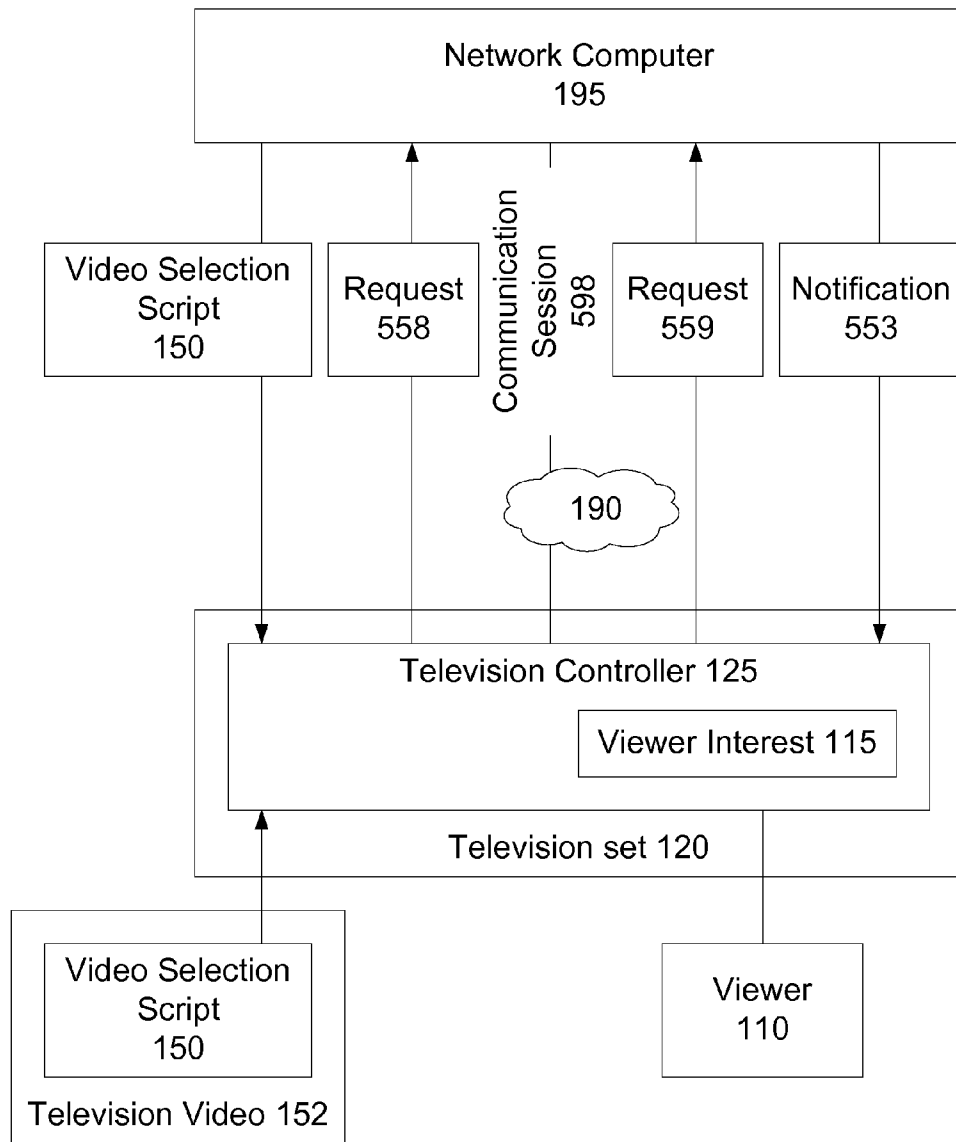 Network Computer
195
Video Selection
Script
150
Request
558
Communication
Session
598
Request
559
Notification
553
190
Television Controller 125
Viewer Interest 115
Television set 120
Video Selection
Script
150
Television Video 152
Viewer
110